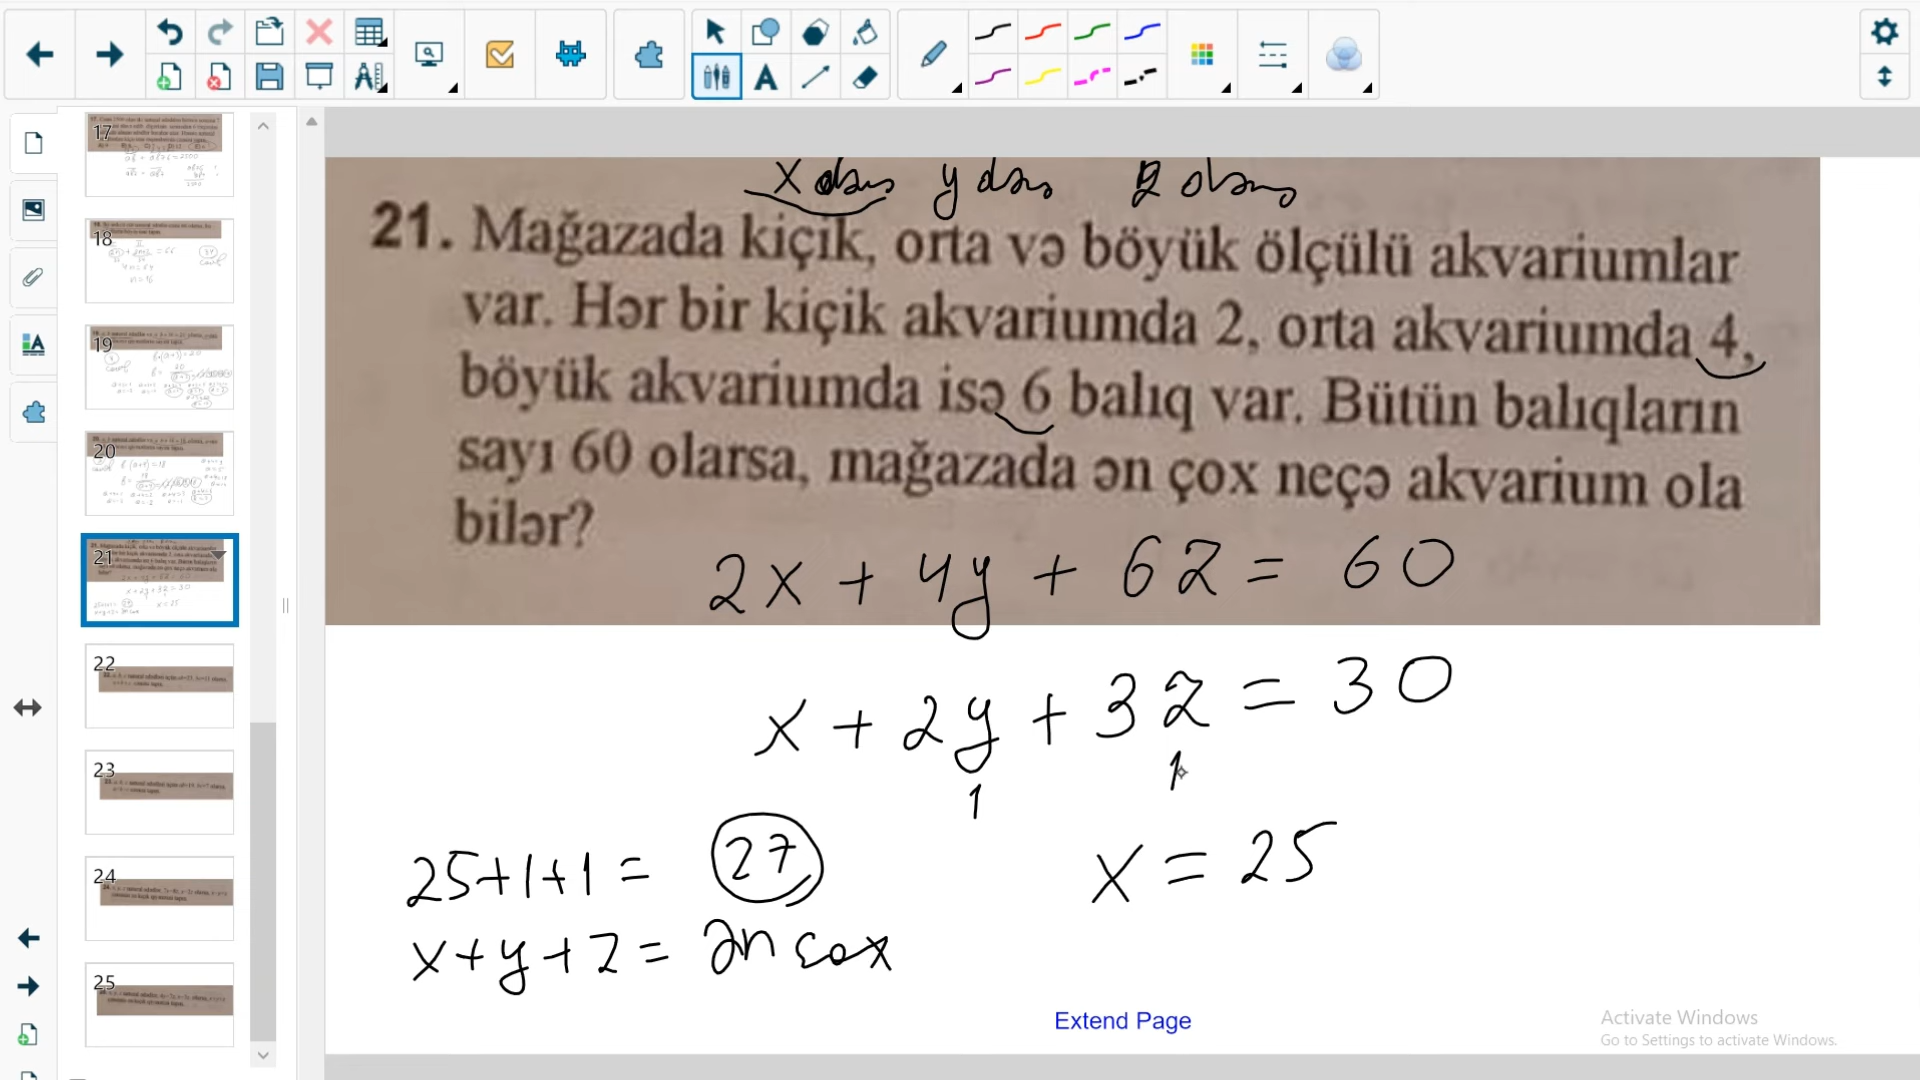 17
18
19
20
21
22
23
24
25
x dənə y dənə z dənə
21. Mağazada kiçik, orta və böyük ölçülü akvariumlar
var. Hər bir kiçik akvariumda 2, orta akvariumda 4,
böyük akvariumda isə 6 balıq var. Bütün balıqların
sayı 60 olarsa, mağazada ən çox neçə akvarium ola
bilər?
2x + 4y + 6z = 60
x + 2y + 3z = 30
1 1
25+1+1 = 27
x = 25
x+y+z = ən çox
Extend Page
Activate Windows
Go to Settings to activate Windows.